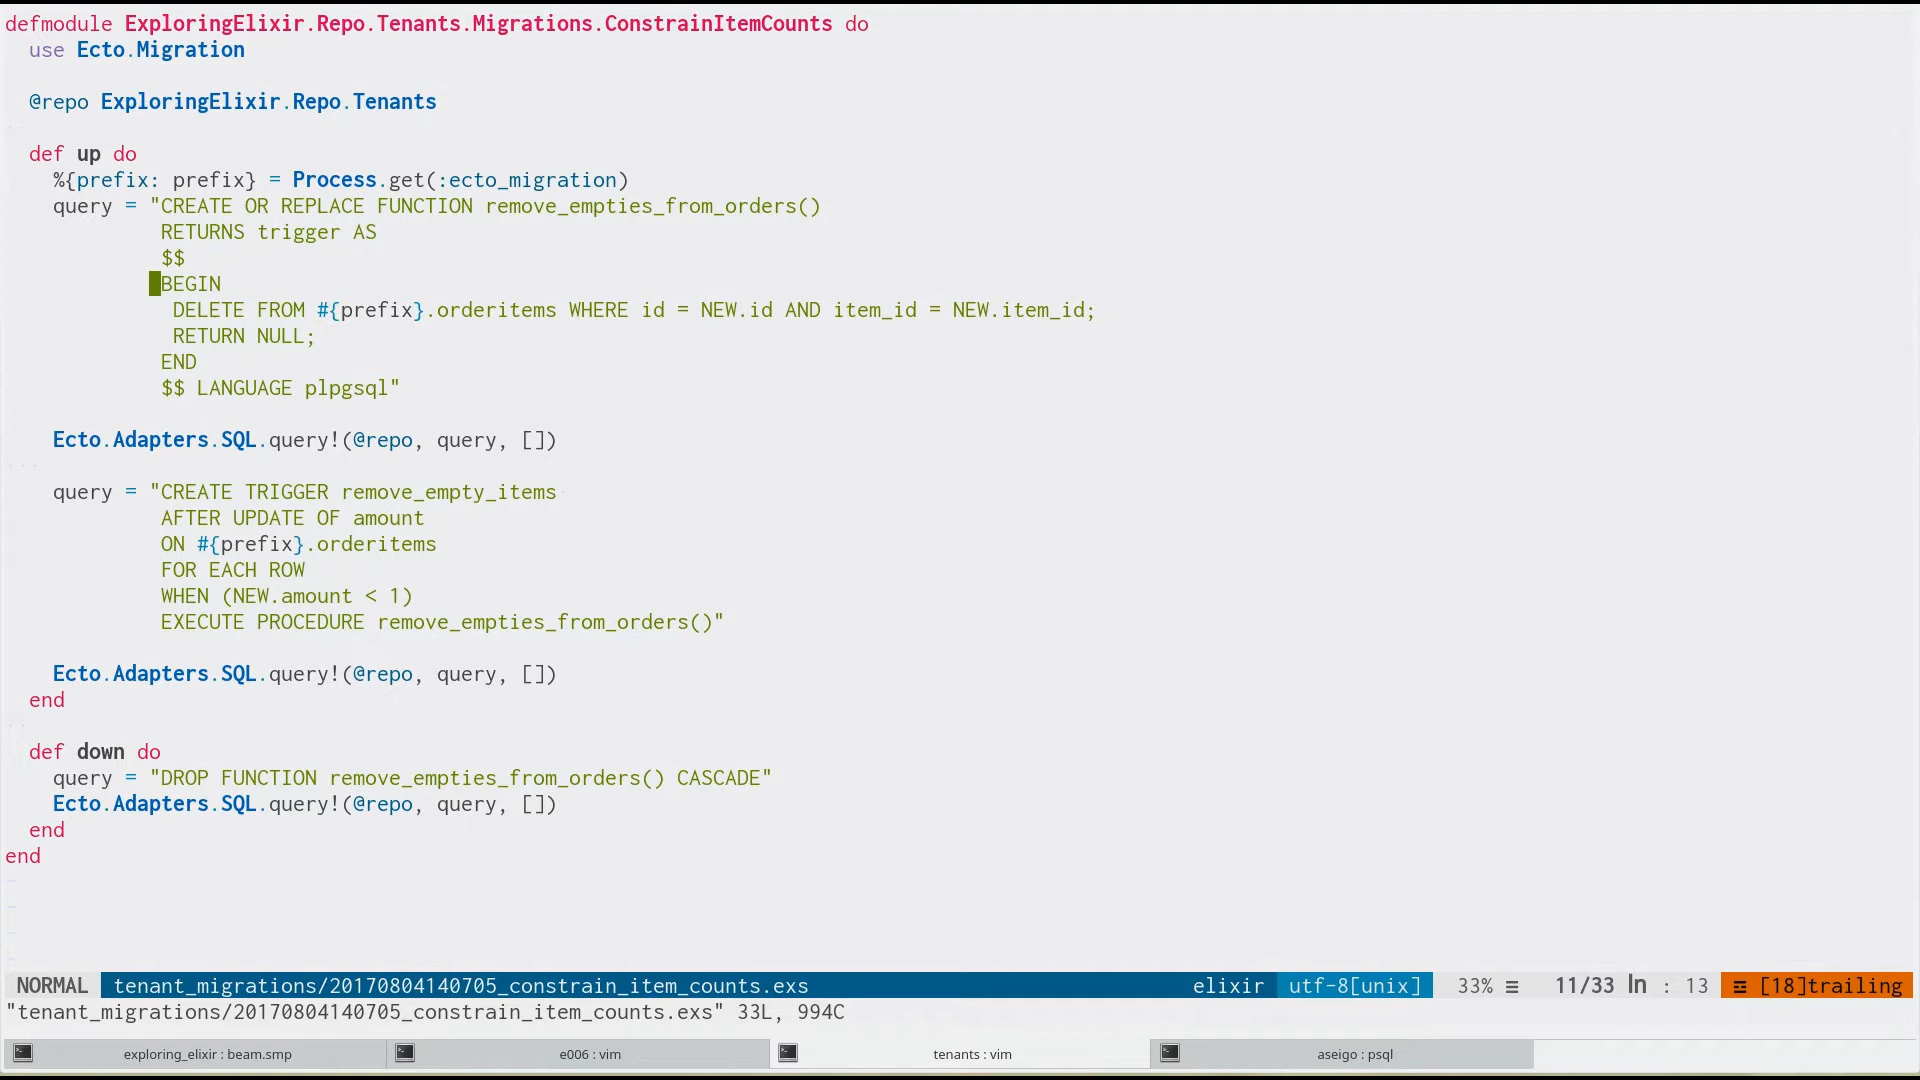 defmodule ExploringElixir.Repo.Tenants.Migrations.ConstrainItemCounts do
  use Ecto.Migration

  @repo ExploringElixir.Repo.Tenants

  def up do
    %{prefix: prefix} = Process.get(:ecto_migration)
    query = "CREATE OR REPLACE FUNCTION remove_empties_from_orders()
             RETURNS trigger AS
             $$
             BEGIN
              DELETE FROM #{prefix}.orderitems WHERE id = NEW.id AND item_id = NEW.item_id;
              RETURN NULL;
             END
             $$ LANGUAGE plpgsql"

    Ecto.Adapters.SQL.query!(@repo, query, [])

    query = "CREATE TRIGGER remove_empty_items
             AFTER UPDATE OF amount
             ON #{prefix}.orderitems
             FOR EACH ROW
             WHEN (NEW.amount < 1)
             EXECUTE PROCEDURE remove_empties_from_orders()"

    Ecto.Adapters.SQL.query!(@repo, query, [])
  end

  def down do
    query = "DROP FUNCTION remove_empties_from_orders() CASCADE"
    Ecto.Adapters.SQL.query!(@repo, query, [])
  end
end
~
~
~
~
NORMAL tenant_migrations/20170804140705_constrain_item_counts.exs elixir utf-8[unix] 33% ≡ 11/33 ln : 13 ☲ [18]trailing
"tenant_migrations/20170804140705_constrain_item_counts.exs" 33L, 994C
exploring_elixir : beam.smp e006 : vim tenants : vim aseigo : psql